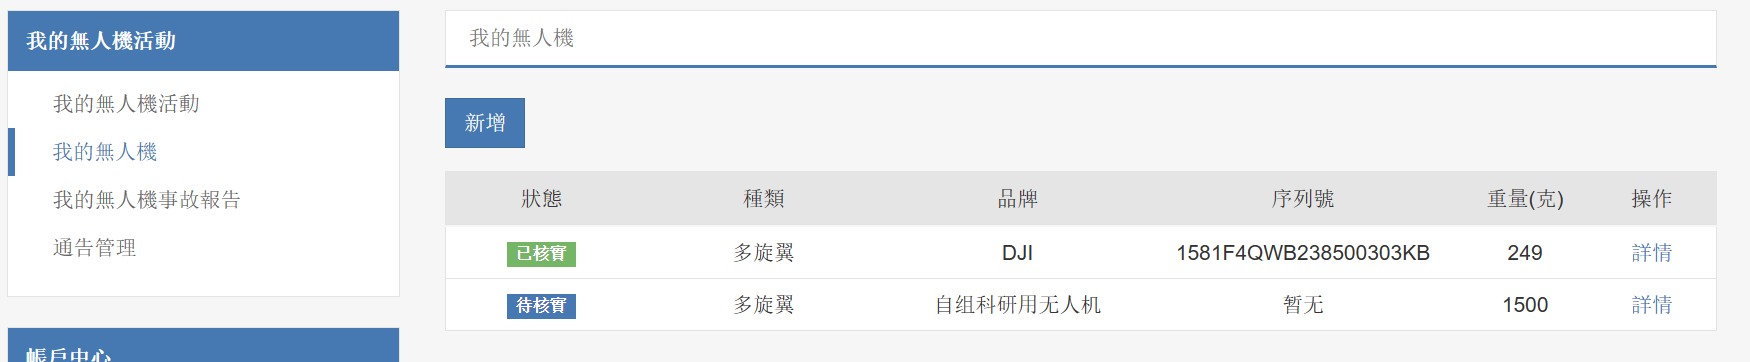 我的無人機活動
我的無人機活動
我的無人機
我的無人機事故報告
通告管理
帳戶中心
我的無人機
新增
狀態 種類 品牌 序列號 重量(克) 操作
已核實 多旋翼 DJI 1581F4QWB238500303KB 249 詳情
待核實 多旋翼 自组科研用无人机 暂无 1500 詳情